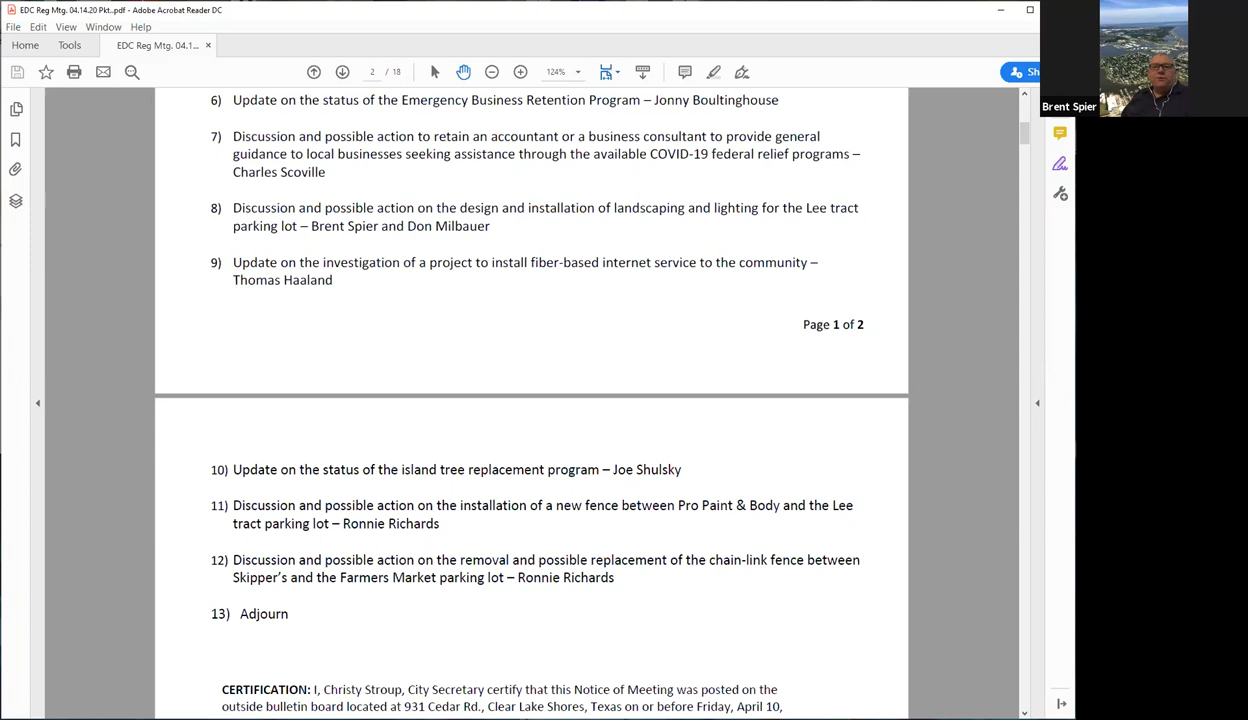 EDC Reg Mtg. 04.14.20 Pkt..pdf - Adobe Acrobat Reader DC
File Edit View Window Help
Home Tools EDC Reg Mtg. 04.1... ×
2 / 18 124% Sh
Brent Spier
6) Update on the status of the Emergency Business Retention Program – Jonny Boultinghouse
7) Discussion and possible action to retain an accountant or a business consultant to provide general
guidance to local businesses seeking assistance through the available COVID-19 federal relief programs –
Charles Scoville
8) Discussion and possible action on the design and installation of landscaping and lighting for the Lee tract
parking lot – Brent Spier and Don Milbauer
9) Update on the investigation of a project to install fiber-based internet service to the community –
Thomas Haaland
Page 1 of 2
10) Update on the status of the island tree replacement program – Joe Shulsky
11) Discussion and possible action on the installation of a new fence between Pro Paint & Body and the Lee
tract parking lot – Ronnie Richards
12) Discussion and possible action on the removal and possible replacement of the chain-link fence between
Skipper's and the Farmers Market parking lot – Ronnie Richards
13) Adjourn
CERTIFICATION: I, Christy Stroup, City Secretary certify that this Notice of Meeting was posted on the
outside bulletin board located at 931 Cedar Rd., Clear Lake Shores, Texas on or before Friday, April 10,